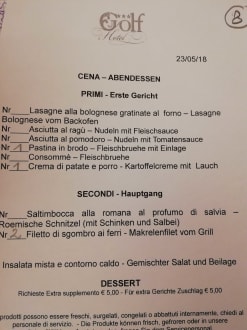 Golf
Hotel
B
23/05/18
CENA – ABENDESSEN
PRIMI - Erste Gericht
Nr____Lasagne alla bolognese gratinate al forno – Lasagne
Bolognese vom Backofen
Nr____Asciutta al ragù – Nudeln mit Fleischsauce
Nr____Asciutta al pomodoro – Nudeln mit Tomatensauce
Nr__1__Pastina in brodo – Fleischbruehe mit Einlage
Nr____Consommé – Fleischbruehe
Nr__1__Crema di patate e porro - Kartoffelcreme mit Lauch
SECONDI - Hauptgang
Nr____Saltimbocca alla romana al profumo di salvia –
Roemische Schnitzel (mit Schinken und Salbei)
Nr__2__Filetto di sgombro ai ferri - Makrelenfilet vom Grill
Insalata mista e contorno caldo - Gemischter Salat und Beilage
DESSERT
Richieste Extra supplemento € 5,00 - Für extra Gerichte Zuschlag € 5,00
prodotti possono essere freschi, surgelati, congelati o abbattuti internamente, chiedi al
personale di servizio. - Die Produkte können frisch, gefroren oder in unsere